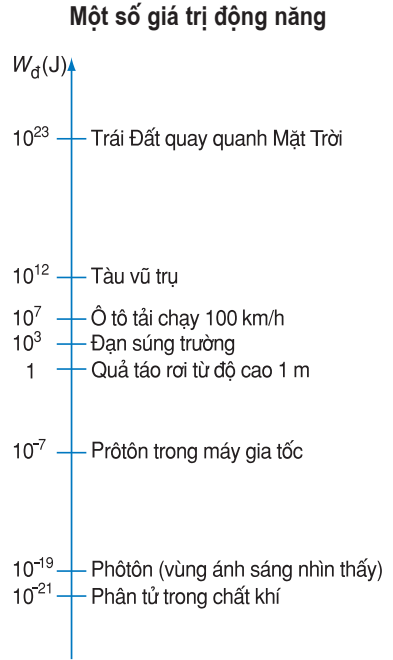 Một số giá trị động năng
Wđ(J)
10²³ Trái Đất quay quanh Mặt Trời
10¹² Tàu vũ trụ
10⁷ Ô tô tải chạy 100 km/h
10³ Đạn súng trường
1 Quả táo rơi từ độ cao 1 m
10⁻⁷ Prôtôn trong máy gia tốc
10⁻¹⁹ Phôtôn (vùng ánh sáng nhìn thấy)
10⁻²¹ Phân tử trong chất khí